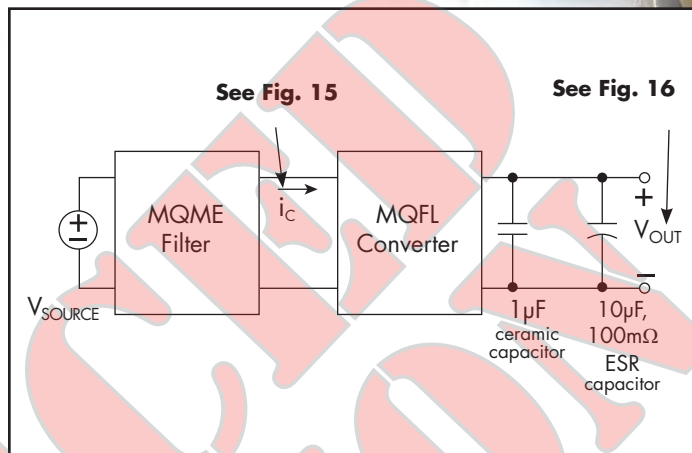 See Fig. 15
See Fig. 16
MQME
Filter
i_C
MQFL
Converter
+
V_OUT
−
+
−
V_SOURCE
1µF
ceramic
capacitor
10µF,
100mΩ
ESR
capacitor